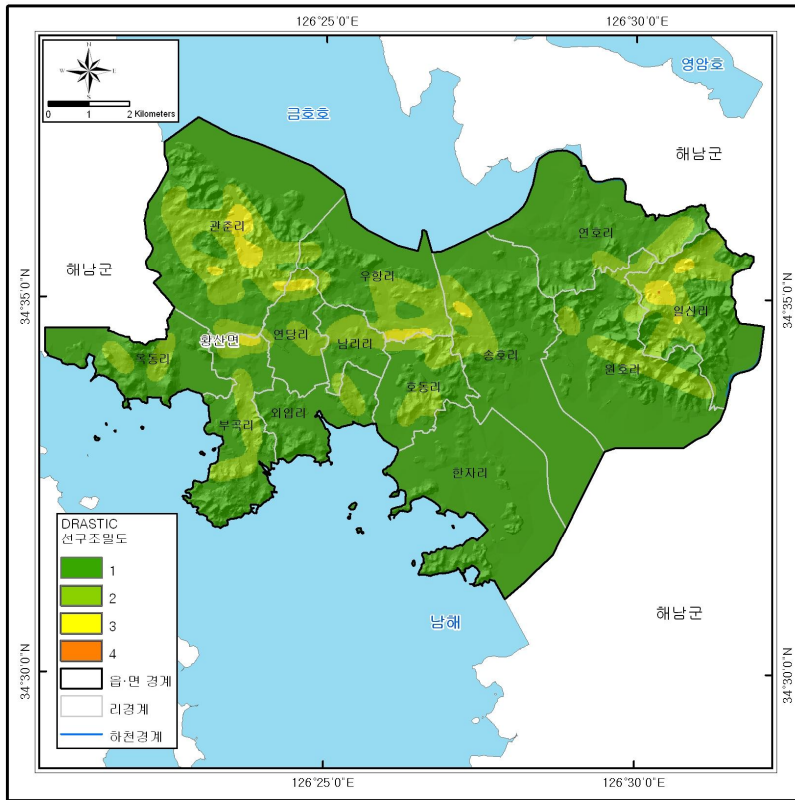 126°25'0"E
126°30'0"E
N
W
E
S
0 1 2 Kilometers
영암호
금호호
해남군
연호리
관준리
우항리
해남군
34°35'0"N
34°35'0"N
일신리
황산면
연당리
남리리
송호리
옥동리
원호리
호동리
부곡리
외입리
한자리
DRASTIC
선구조밀도
1
2
3
4
읍·면 경계
리경계
하천경계
해남군
남해
34°30'0"N
34°30'0"N
126°25'0"E
126°30'0"E